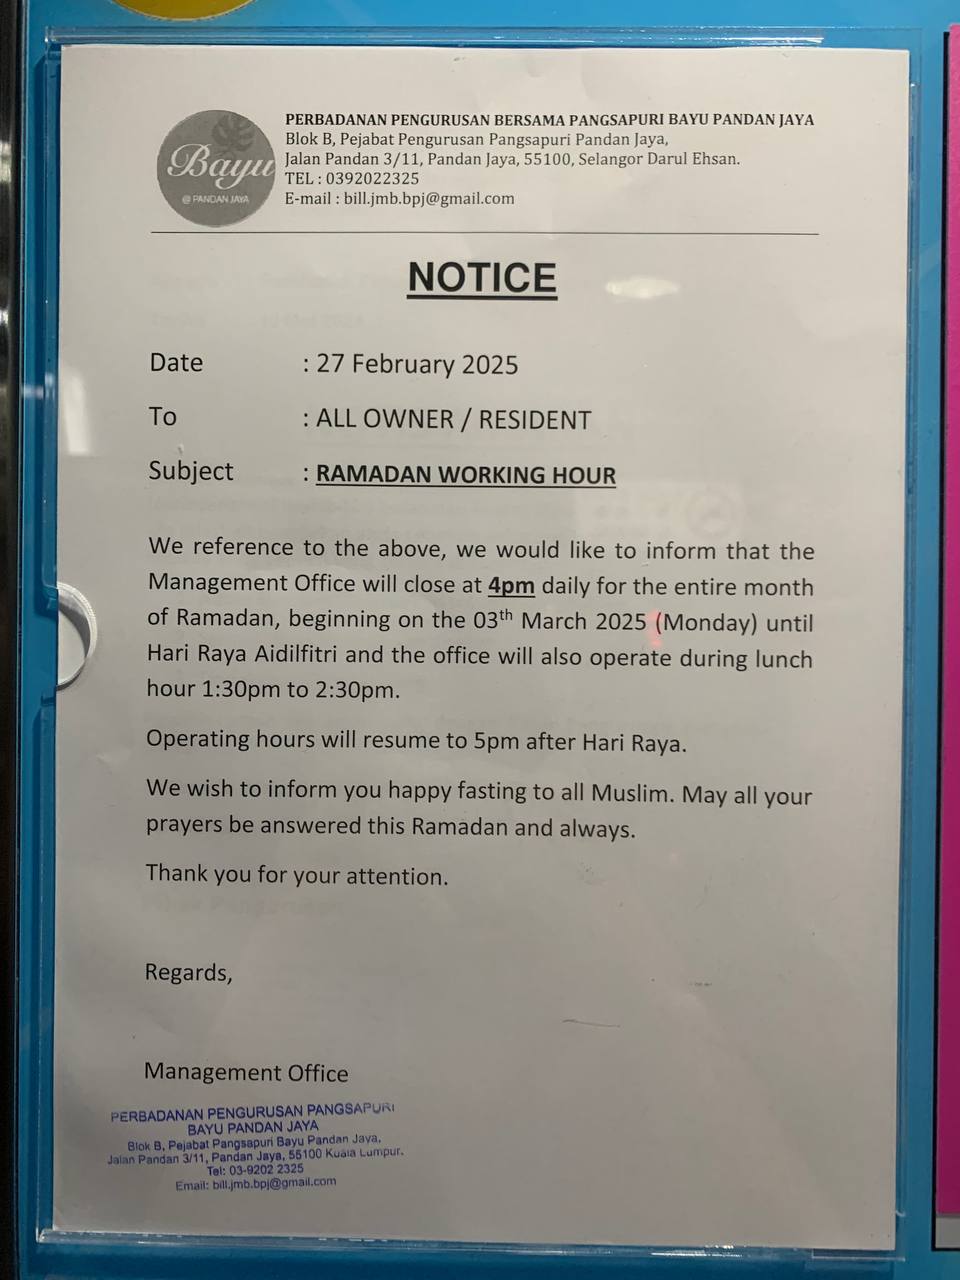 Bayu
@ PANDAN JAYA
PERBADANAN PENGURUSAN BERSAMA PANGSAPURI BAYU PANDAN JAYA
Blok B, Pejabat Pengurusan Pangsapuri Pandan Jaya,
Jalan Pandan 3/11, Pandan Jaya, 55100, Selangor Darul Ehsan.
TEL : 0392022325
E-mail : bill.jmb.bpj@gmail.com
NOTICE
Date : 27 February 2025
To : ALL OWNER / RESIDENT
Subject : RAMADAN WORKING HOUR
We reference to the above, we would like to inform that the
Management Office will close at 4pm daily for the entire month
of Ramadan, beginning on the 03th March 2025 (Monday) until
Hari Raya Aidilfitri and the office will also operate during lunch
hour 1:30pm to 2:30pm.
Operating hours will resume to 5pm after Hari Raya.
We wish to inform you happy fasting to all Muslim. May all your
prayers be answered this Ramadan and always.
Thank you for your attention.
Regards,
Management Office
PERBADANAN PENGURUSAN PANGSAPURI
BAYU PANDAN JAYA
Blok B, Pejabat Pangsapuri Bayu Pandan Jaya,
Jalan Pandan 3/11, Pandan Jaya, 55100 Kuala Lumpur.
Tel: 03-9202 2325
Email: bill.jmb.bpj@gmail.com